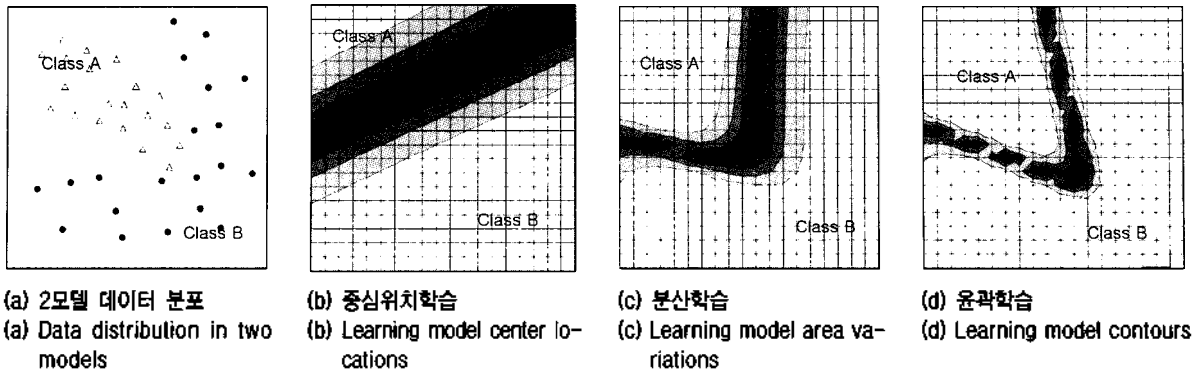 Class A
Class B
Class A
Class B
Class A
Class B
Class A
Class B
(a) 2모델 데이터 분포
(a) Data distribution in two
models
(b) 중심위치학습
(b) Learning model center lo-
cations
(c) 분산학습
(c) Learning model area va-
riations
(d) 윤곽학습
(d) Learning model contours